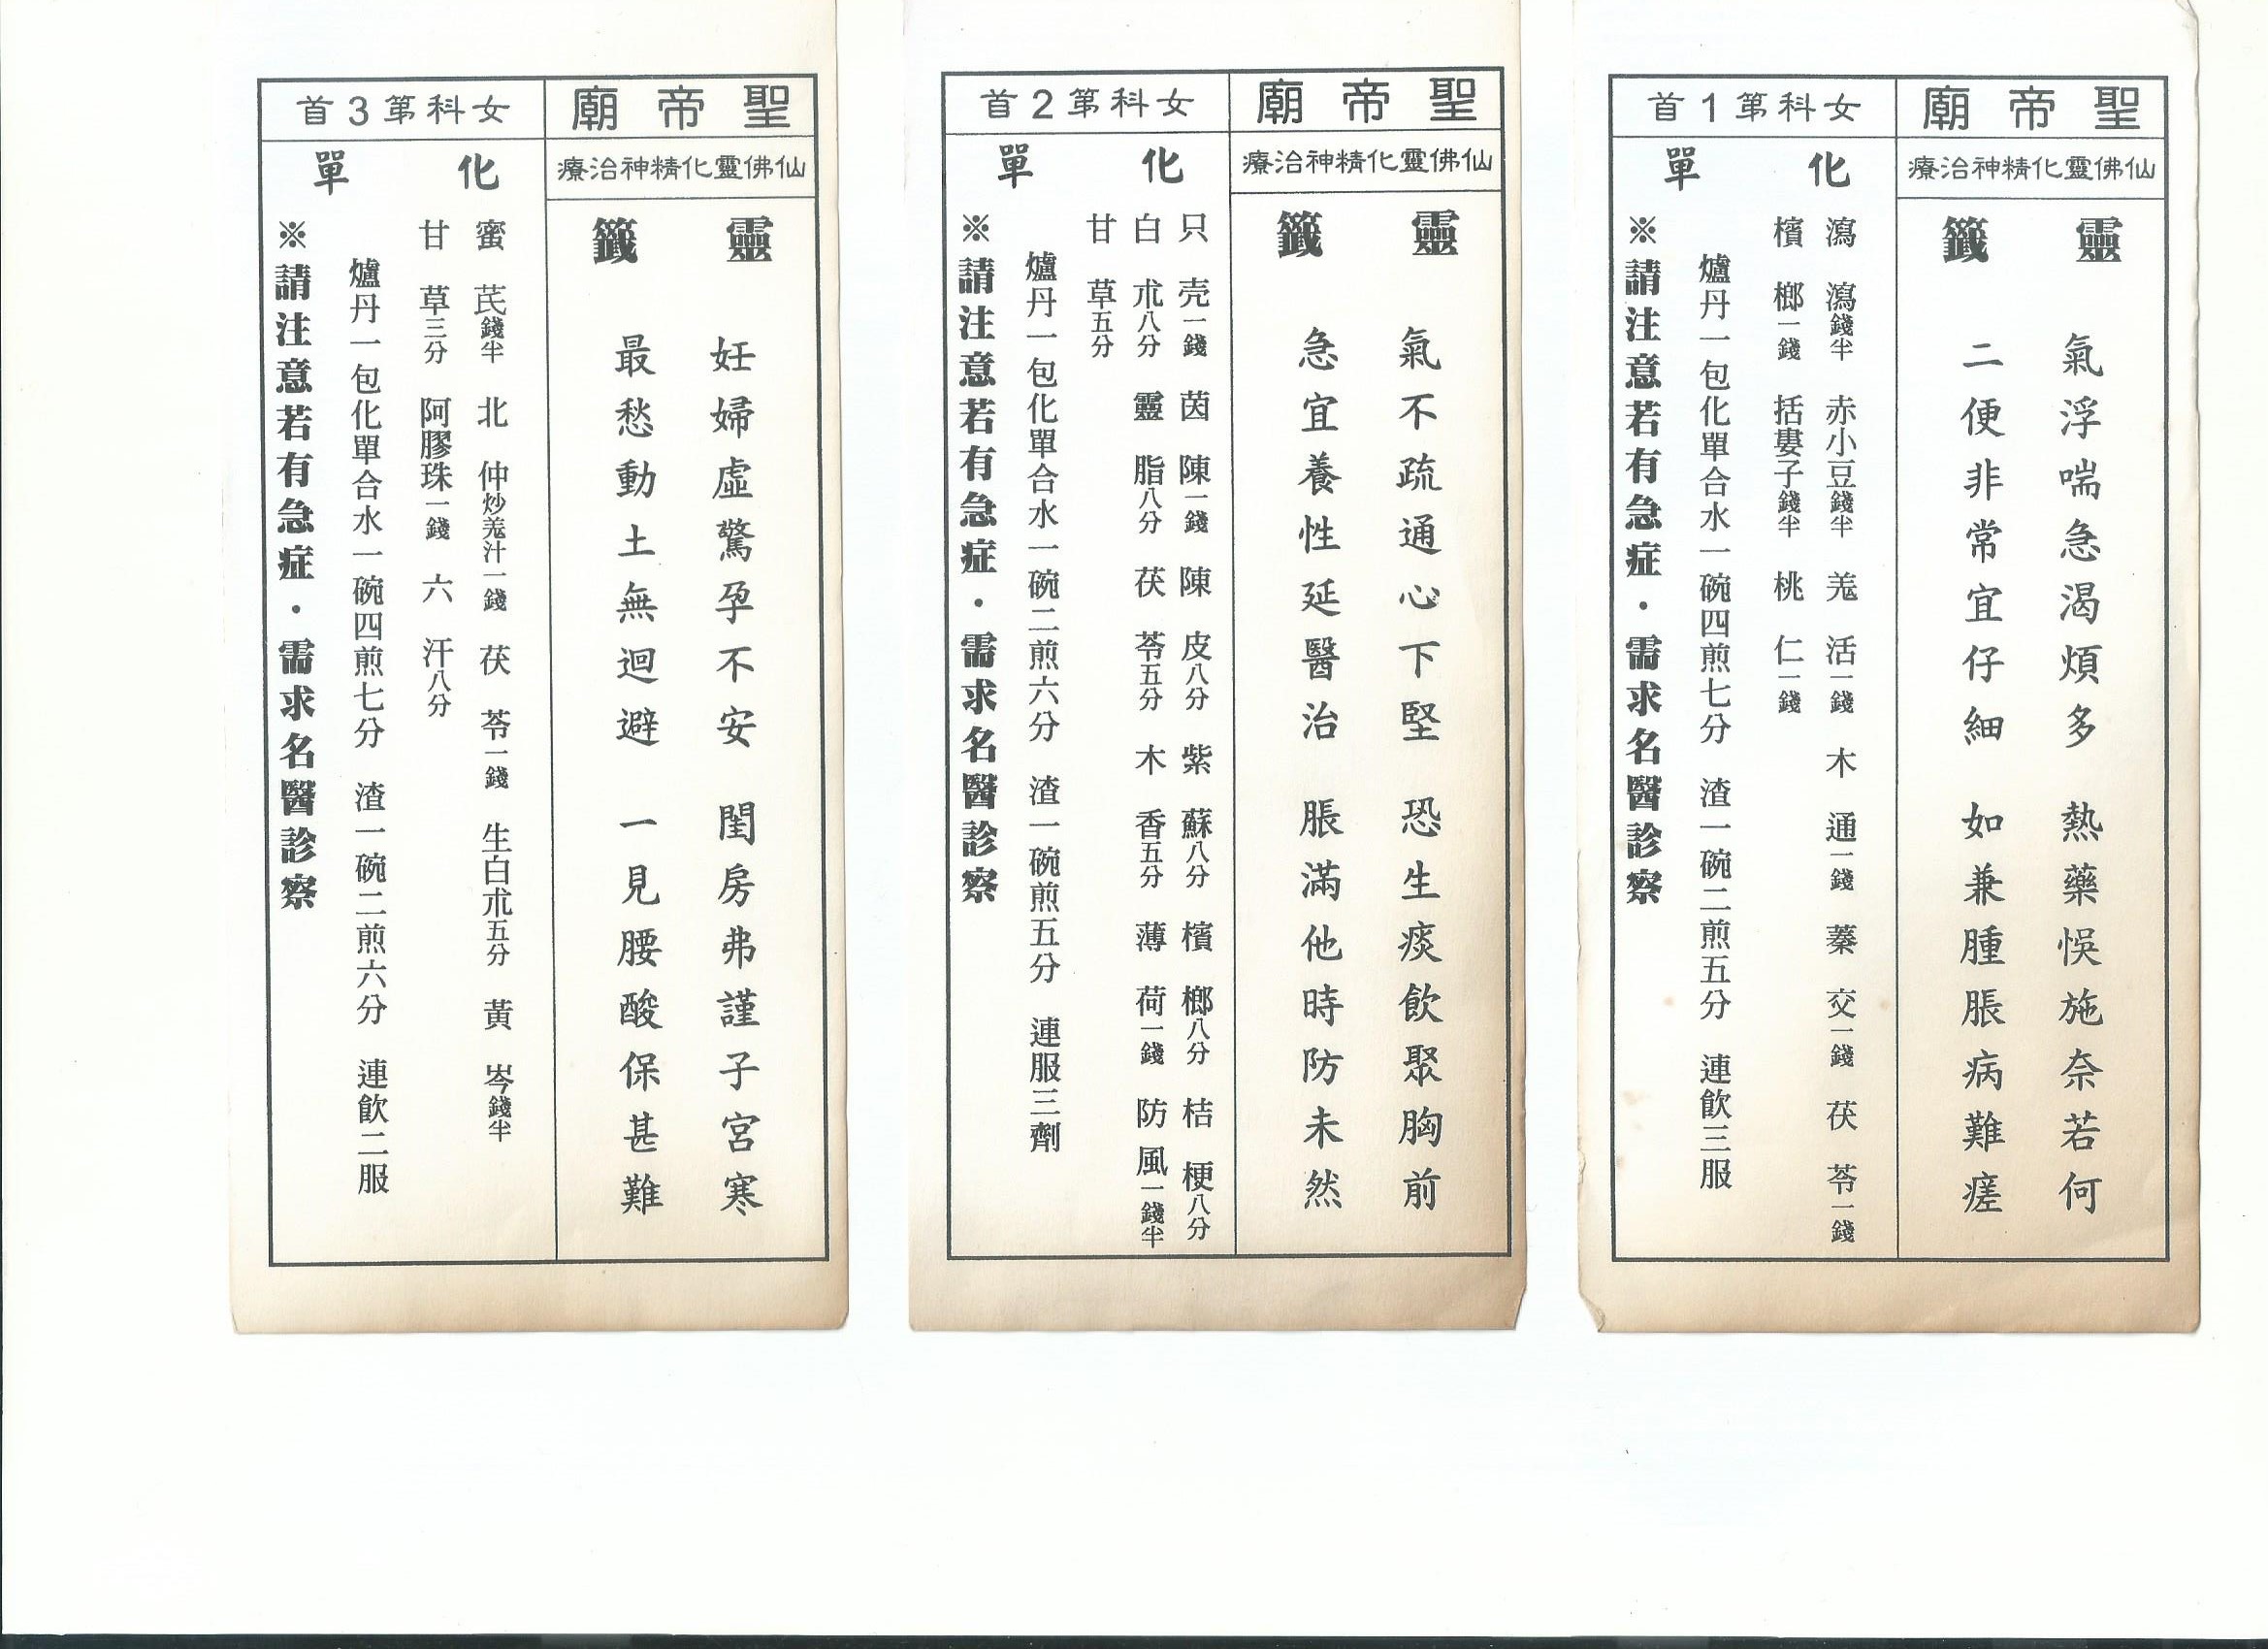 聖帝廟
女科第1首
仙佛靈化精神治療
靈籤
氣浮喘急渴煩多　熱藥悞施奈若何
二便非常宜仔細　如兼腫脹病難瘥
化單
瀉瀉錢半　赤小豆錢半　羗活一錢　木通一錢　蓁交一錢　茯苓一錢
檳榔一錢　括婁子錢半　桃仁一錢
爐丹一包化單合水一碗四煎七分　渣一碗二煎五分　連飲三服
※請注意若有急症．需求名醫診察
聖帝廟
女科第2首
仙佛靈化精神治療
靈籤
氣不疏通心下堅　恐生痰飲聚胸前
急宜養性延醫治　脹滿他時防未然
化單
只壳一錢　茵陳一錢　陳皮八分　紫蘇八分　檳榔八分　桔梗八分
白朮八分　靈脂八分　茯苓五分　木香五分　薄荷一錢　防風一錢半
甘草五分
爐丹一包化單合水一碗二煎六分　渣一碗煎五分　連服三劑
※請注意若有急症．需求名醫診察
聖帝廟
女科第3首
仙佛靈化精神治療
靈籤
妊婦虛驚孕不安　閨房弗謹子宮寒
最愁動土無迴避　一見腰酸保甚難
化單
蜜芪錢半　北仲炒羗汁一錢　茯苓一錢　生白朮五分　黃岑錢半
甘草三分　阿膠珠一錢　六汗八分
爐丹一包化單合水一碗四煎七分　渣一碗二煎六分　連飲二服
※請注意若有急症．需求名醫診察